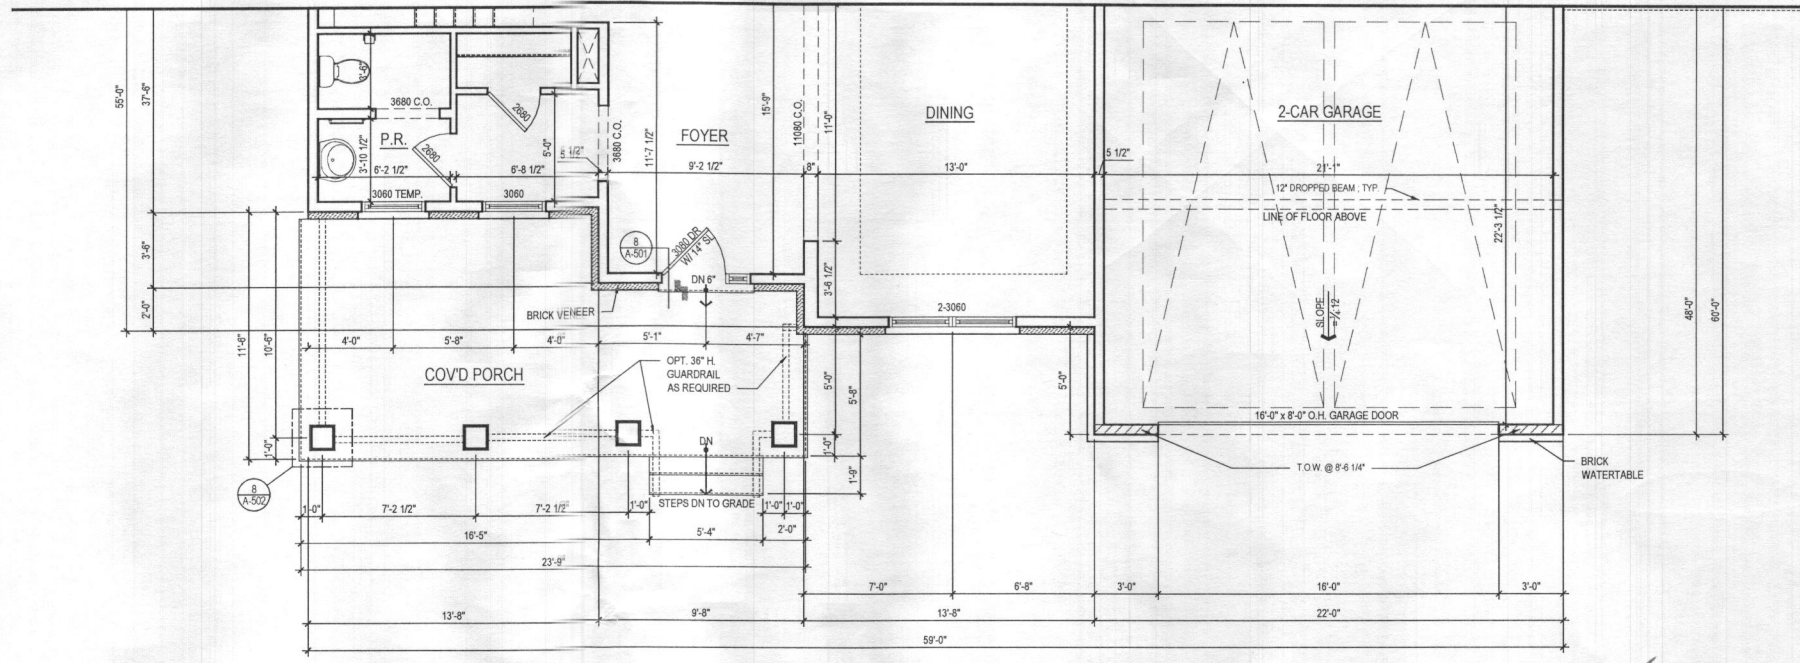 55'-0"
37'-6"
3'-6"
3680 C.O.
P.R.
3'-10 1/2"
6'-2 1/2"
2680
3060 TEMP.
2680
6'-8 1/2"
5'-0"
3060
5 1/2"
3680 C.O.
11'-7 1/2"
FOYER
9'-2 1/2"
15'-9"
11080 C.O.
11'-0"
8"
DINING
13'-0"
5 1/2"
2-CAR GARAGE
21'-1"
12" DROPPED BEAM ; TYP.
LINE OF FLOOR ABOVE
22'-3 1/2"
3'-6"
2'-0"
11'-6"
10'-6"
1'-0"
8
A-501
3080 DR
W/ 14" SL
DN 6"
BRICK VENEER
3'-6 1/2"
2-3060
SLOPE
48'-0"
60'-0"
4'-0"
5'-8"
4'-0"
5'-1"
4'-7"
COV'D PORCH
OPT. 36" H.
GUARDRAIL
AS REQUIRED
5'-0"
5'-8"
1'-0"
1'-9"
5'-0"
16'-0" x 8'-0" O.H. GARAGE DOOR
T.O.W. @ 8'-6 1/4"
BRICK
WATERTABLE
DN
8
A-502
STEPS DN TO GRADE
1'-0"
7'-2 1/2"
7'-2 1/2"
1'-0"
1'-0"
1'-0"
16'-5"
5'-4"
2'-0"
23'-9"
7'-0"
6'-8"
3'-0"
16'-0"
3'-0"
13'-8"
9'-8"
13'-8"
22'-0"
59'-0"